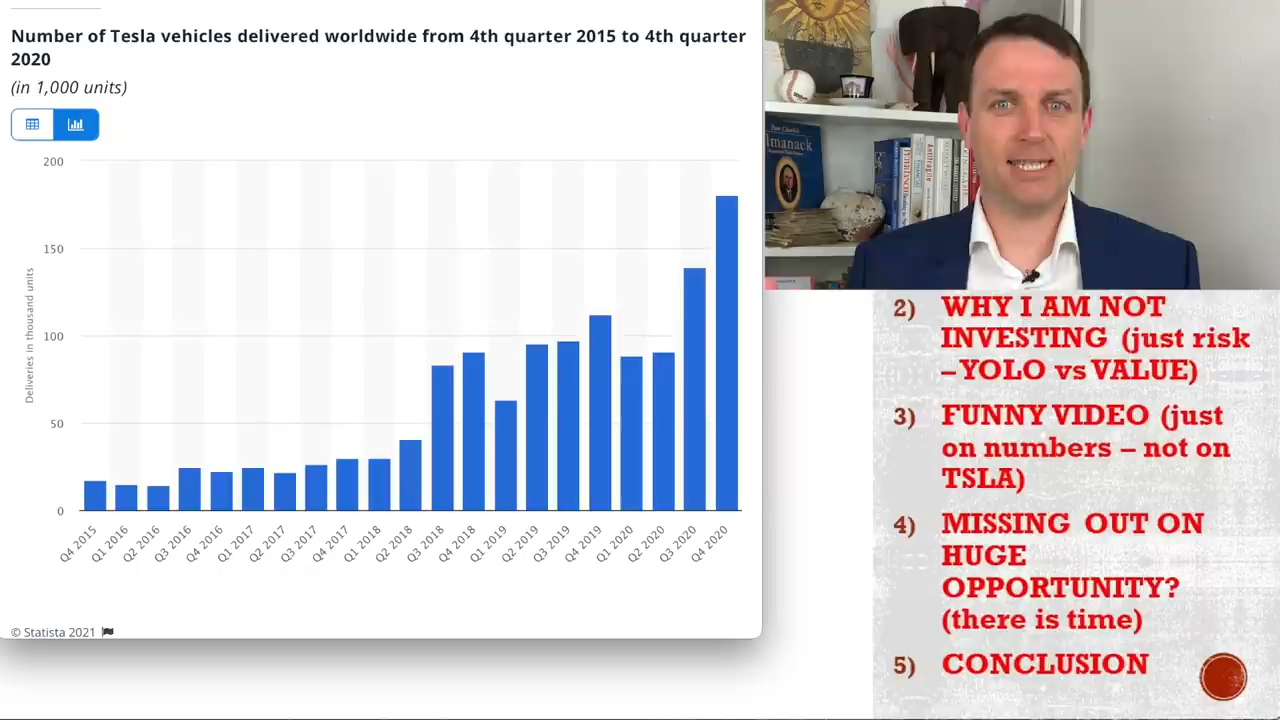 Number of Tesla vehicles delivered worldwide from 4th quarter 2015 to 4th quarter
2020
(in 1,000 units)
200
150
100
50
0
Deliveries in thousand units
Q4 2015
Q1 2016
Q2 2016
Q3 2016
Q4 2016
Q1 2017
Q2 2017
Q3 2017
Q4 2017
Q1 2018
Q2 2018
Q3 2018
Q4 2018
Q1 2019
Q2 2019
Q3 2019
Q4 2019
Q1 2020
Q2 2020
Q3 2020
Q4 2020
© Statista 2021
Poor Charlie's
lmanack
Antifragile
2) WHY I AM NOT
INVESTING (just risk
– YOLO vs VALUE)
3) FUNNY VIDEO (just
on numbers – not on
TSLA)
4) MISSING OUT ON
HUGE
OPPORTUNITY?
(there is time)
5) CONCLUSION